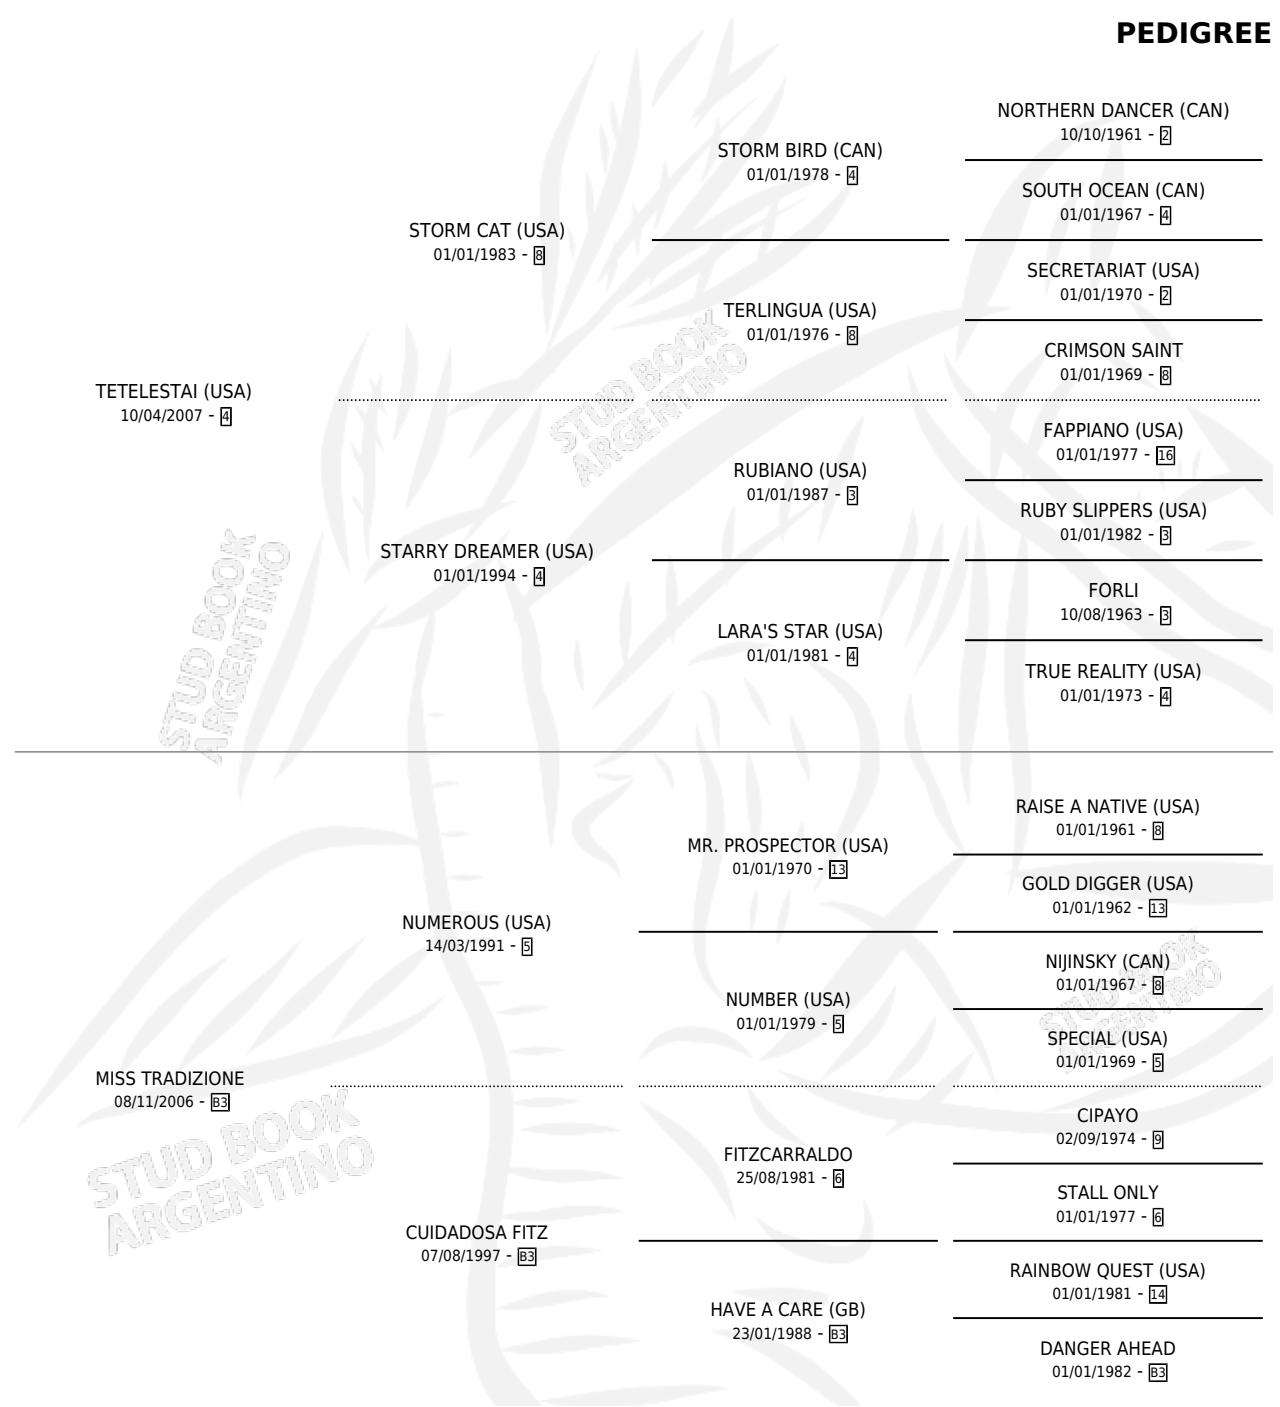 PEDIGREE
TETELESTAI (USA)
10/04/2007 - 4
STORM CAT (USA)
01/01/1983 - 8
STORM BIRD (CAN)
01/01/1978 - 4
NORTHERN DANCER (CAN)
10/10/1961 - 2
SOUTH OCEAN (CAN)
01/01/1967 - 4
TERLINGUA (USA)
01/01/1976 - 8
SECRETARIAT (USA)
01/01/1970 - 2
CRIMSON SAINT
01/01/1969 - 8
STARRY DREAMER (USA)
01/01/1994 - 4
RUBIANO (USA)
01/01/1987 - 3
FAPPIANO (USA)
01/01/1977 - 16
RUBY SLIPPERS (USA)
01/01/1982 - 3
LARA'S STAR (USA)
01/01/1981 - 4
FORLI
10/08/1963 - 3
TRUE REALITY (USA)
01/01/1973 - 4
MISS TRADIZIONE
08/11/2006 - B3
NUMEROUS (USA)
14/03/1991 - 5
MR. PROSPECTOR (USA)
01/01/1970 - 13
RAISE A NATIVE (USA)
01/01/1961 - 8
GOLD DIGGER (USA)
01/01/1962 - 13
NUMBER (USA)
01/01/1979 - 5
NIJINSKY (CAN)
01/01/1967 - 8
SPECIAL (USA)
01/01/1969 - 5
CUIDADOSA FITZ
07/08/1997 - B3
FITZCARRALDO
25/08/1981 - 6
CIPAYO
02/09/1974 - 9
STALL ONLY
01/01/1977 - 6
HAVE A CARE (GB)
23/01/1988 - B3
RAINBOW QUEST (USA)
01/01/1981 - 14
DANGER AHEAD
01/01/1982 - B3
STUD BOOK
ARGENTINO
STUD BOOK
ARGENTINO
STUD BOOK
ARGENTINO
STUD BOOK
ARGENTINO